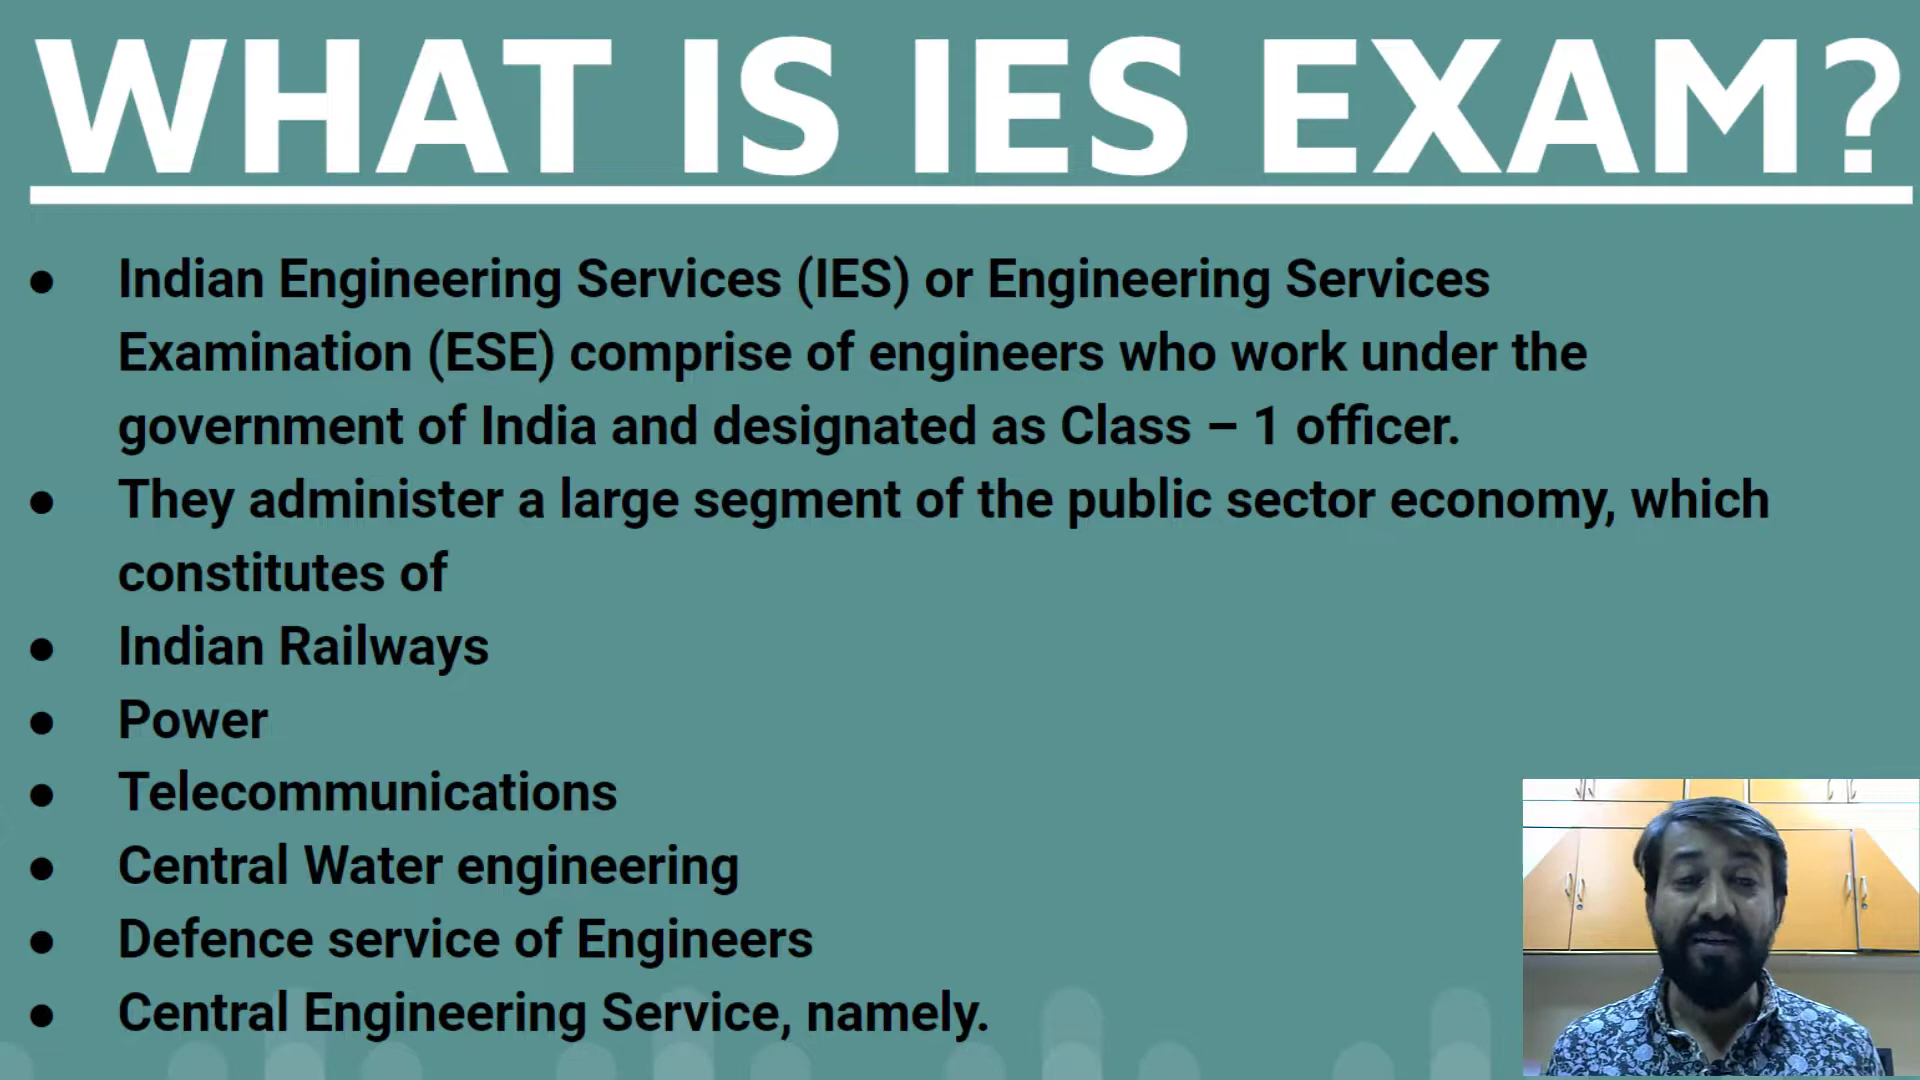 WHAT IS IES EXAM?
● Indian Engineering Services (IES) or Engineering Services
Examination (ESE) comprise of engineers who work under the
government of India and designated as Class – 1 officer.
● They administer a large segment of the public sector economy, which
constitutes of
● Indian Railways
● Power
● Telecommunications
● Central Water engineering
● Defence service of Engineers
● Central Engineering Service, namely.